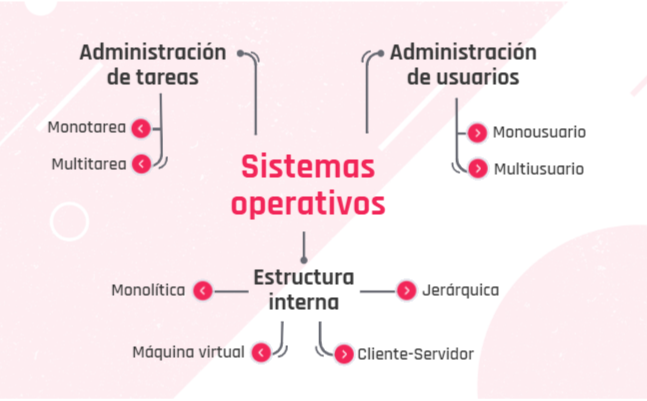 Administración
de tareas
Monotarea
Multitarea
Administración
de usuarios
Monousuario
Multiusuario
Sistemas
operativos
Estructura
interna
Monolítica
Jerárquica
Máquina virtual
Cliente-Servidor